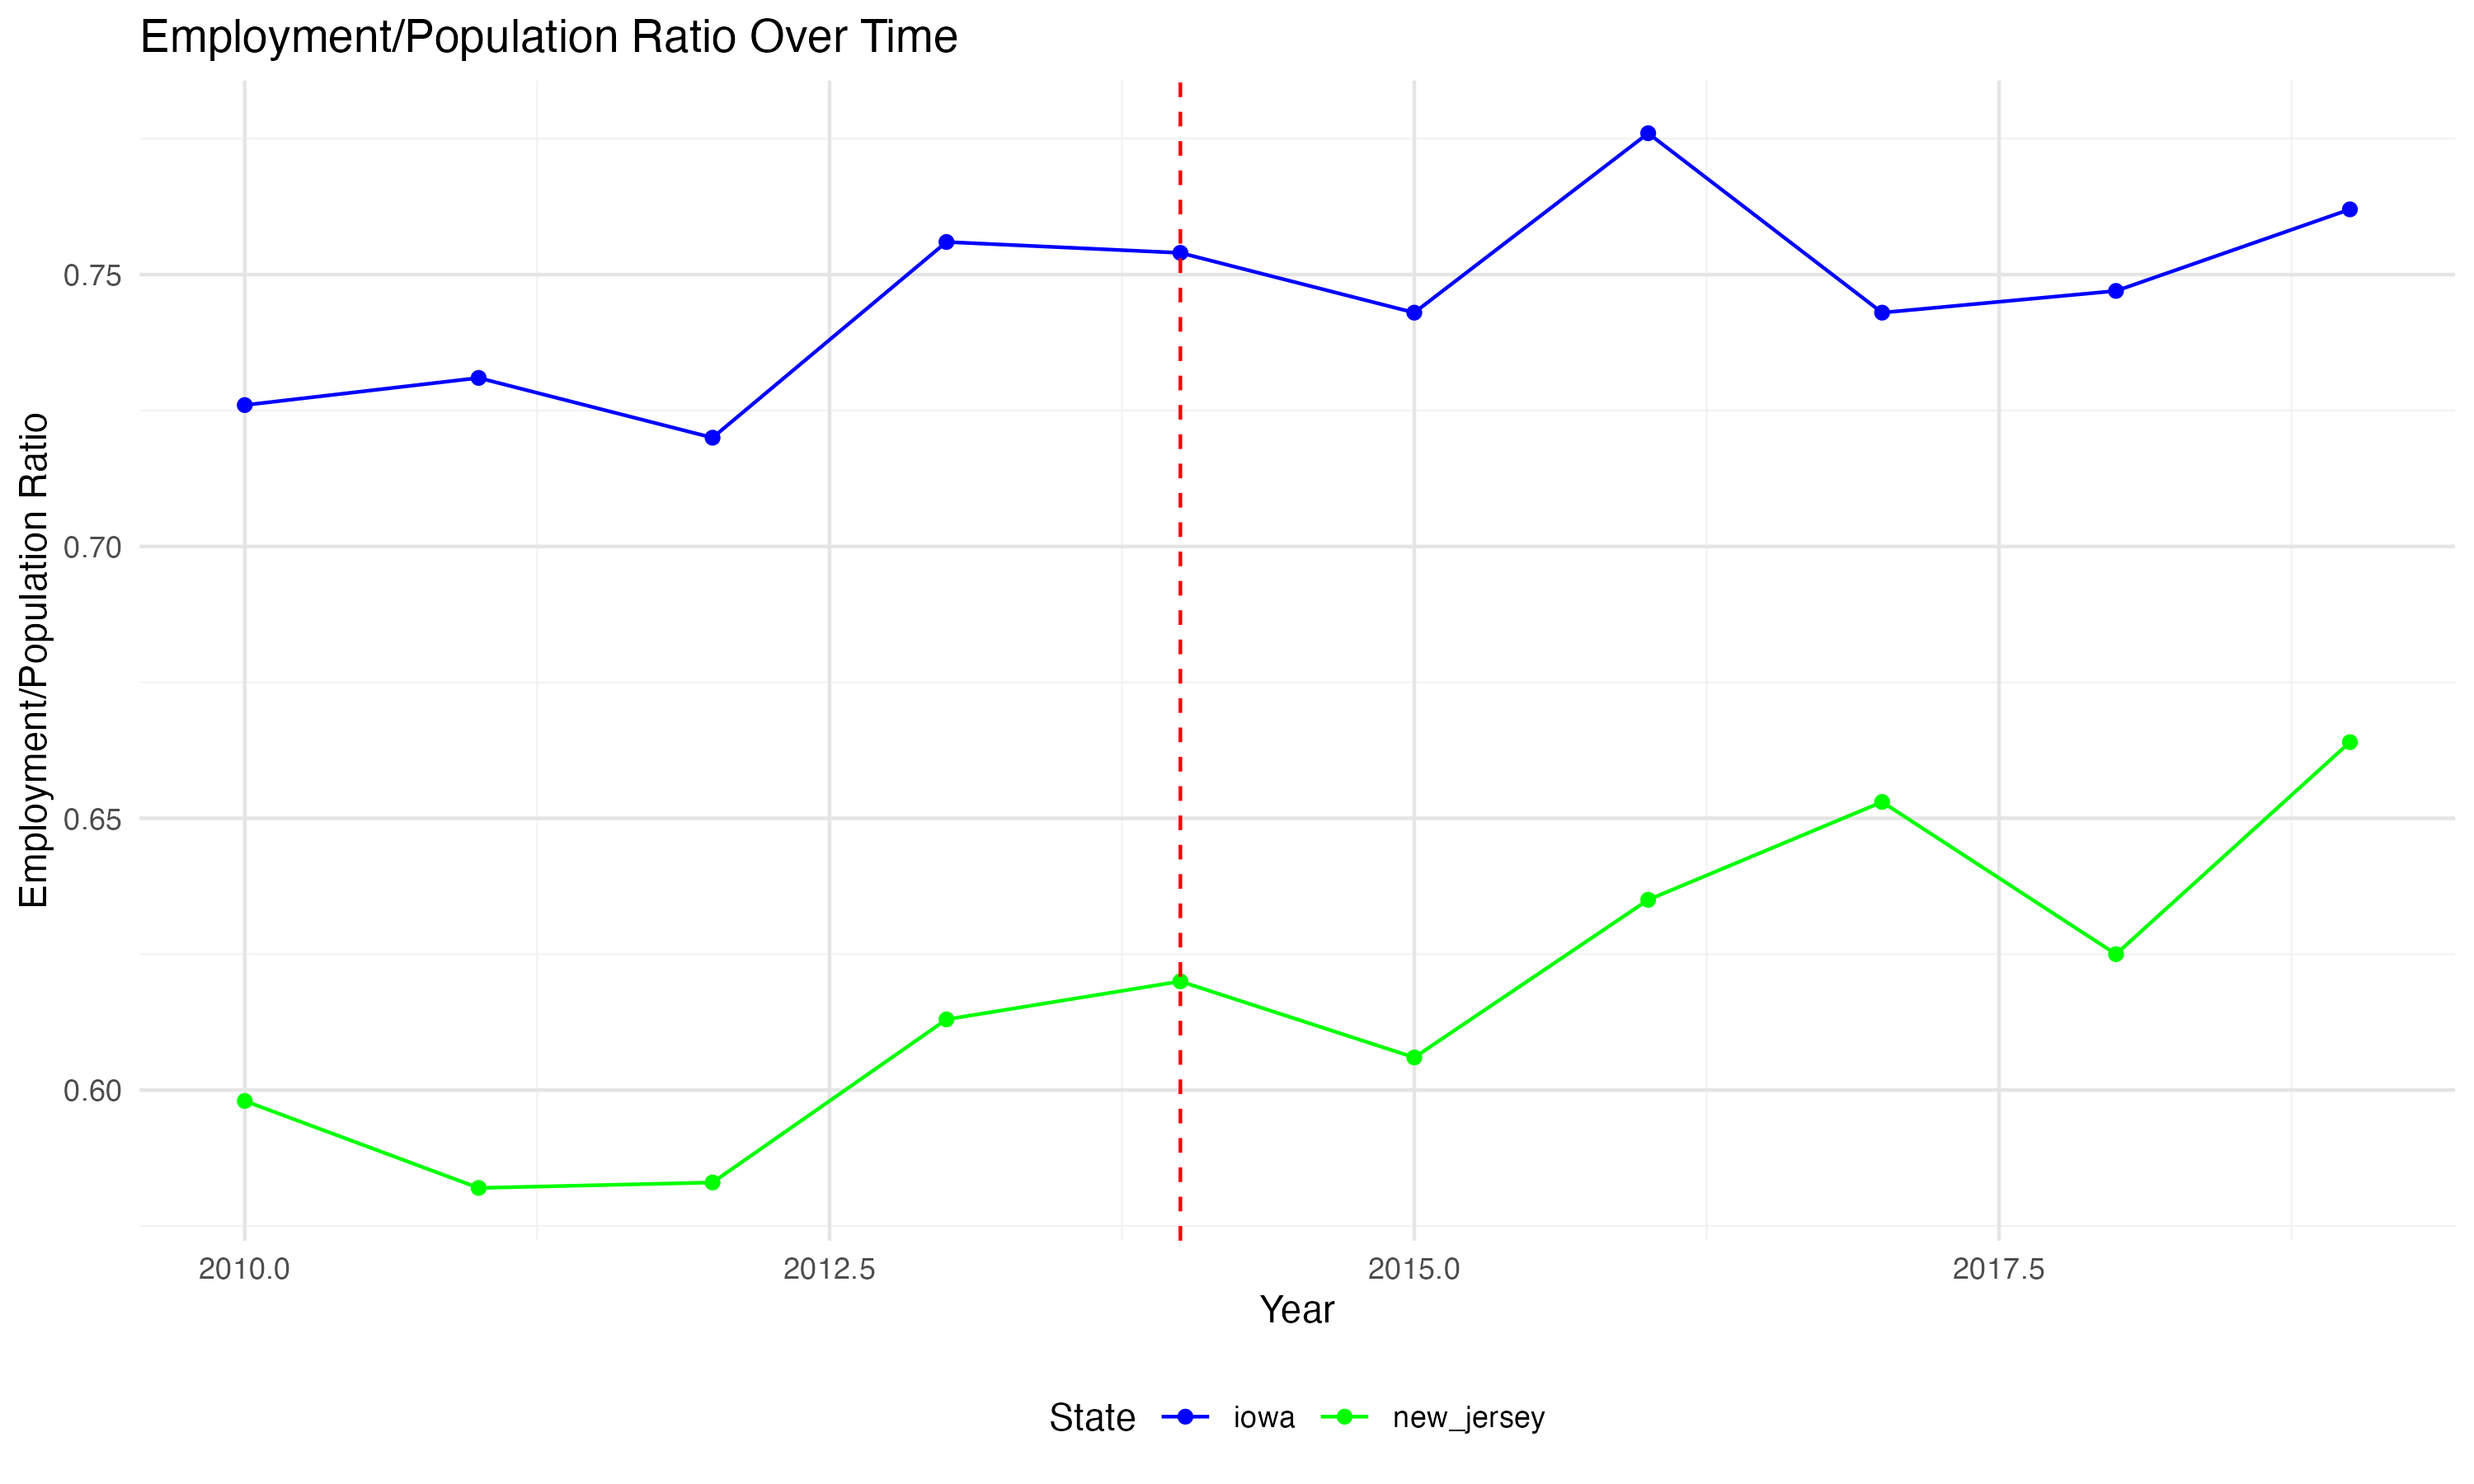 Employment/Population Ratio Over Time
Employment/Population Ratio
0.75
0.70
0.65
0.60
2010.0 2012.5 2015.0 2017.5
Year
State iowa new_jersey